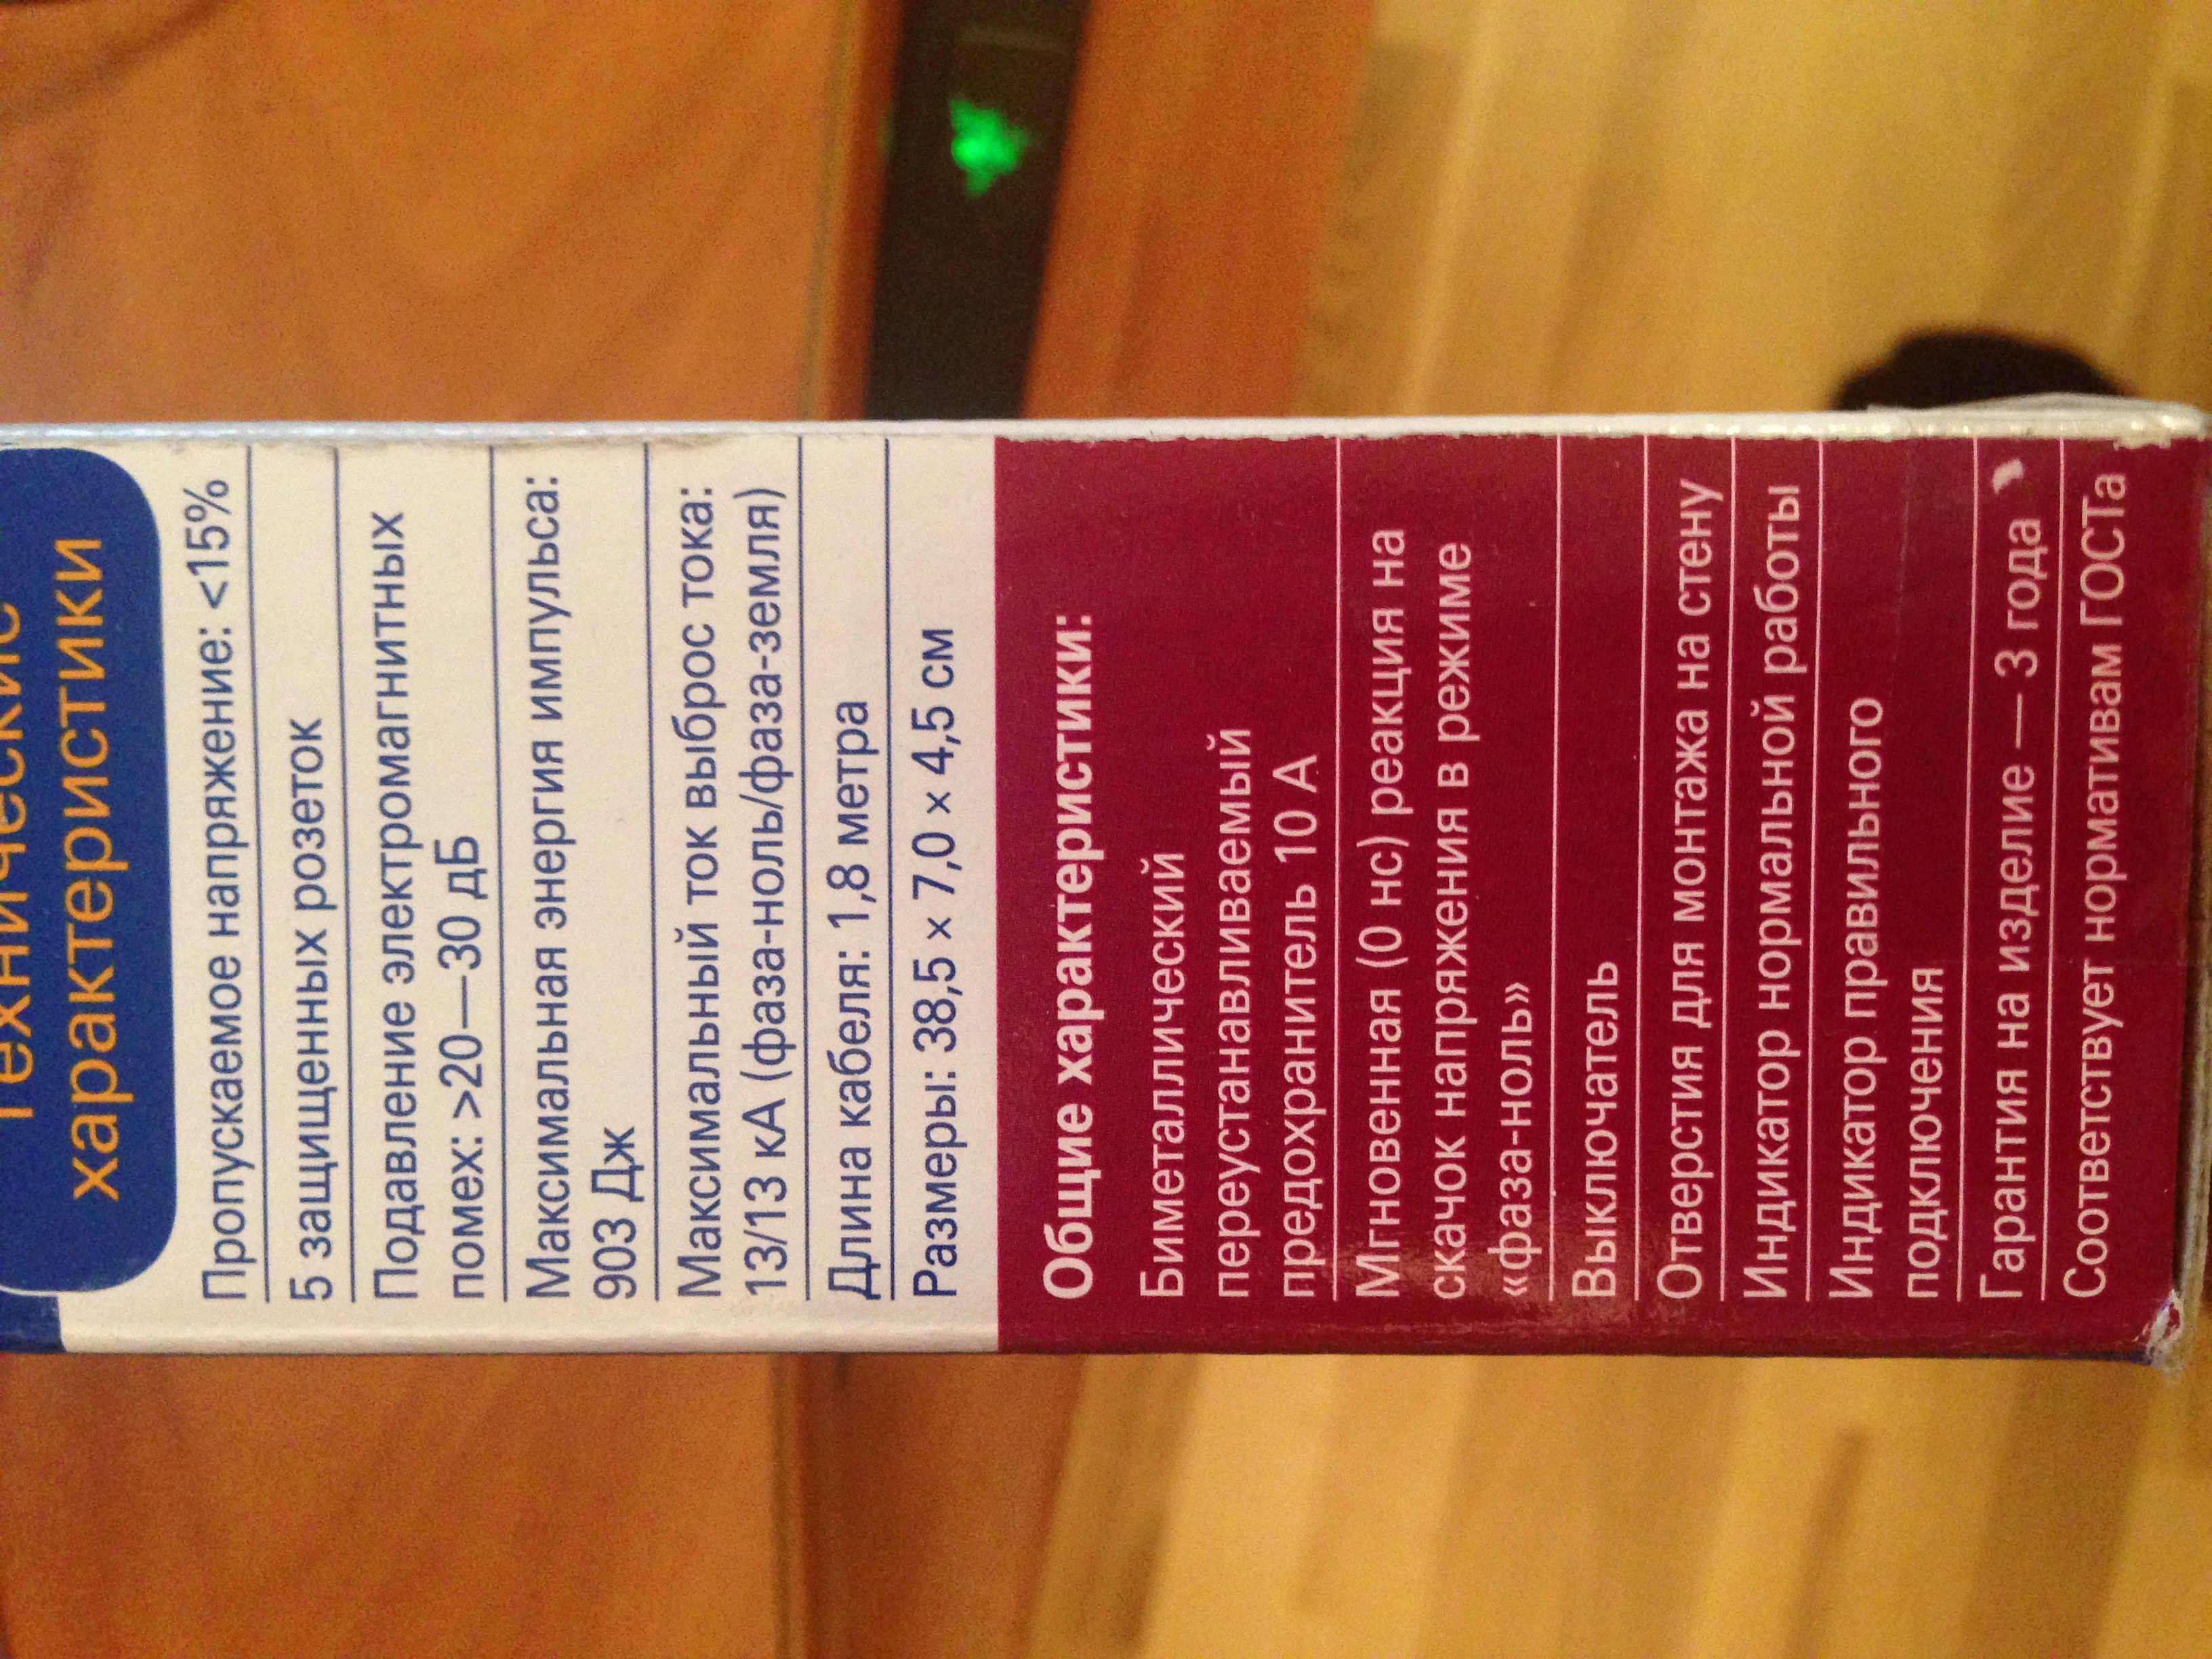 Технические
характеристики
Пропускаемое напряжение: <15%
5 защищенных розеток
Подавление электромагнитных
помех: >20—30 дБ
Максимальная энергия импульса:
903 Дж
Максимальный ток выброс тока:
13/13 кА (фаза-ноль/фаза-земля)
Длина кабеля: 1,8 метра
Размеры: 38,5 × 7,0 × 4,5 см
Общие характеристики:
Биметаллический
переустанавливаемый
предохранитель 10 А
Мгновенная (0 нс) реакция на
скачок напряжения в режиме
«фаза-ноль»
Выключатель
Отверстия для монтажа на стену
Индикатор нормальной работы
Индикатор правильного
подключения
Гарантия на изделие — 3 года
Соответствует нормативам ГОСТа